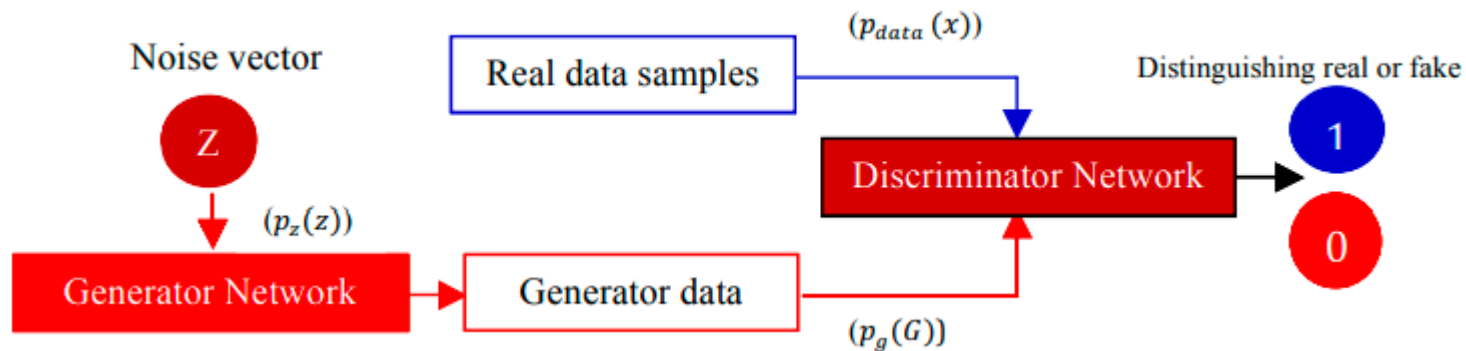 Noise vector
Z
(p_z(z))
Generator Network
Real data samples
(p_data (x))
Generator data
(p_g(G)}
Discriminator Network
Distinguishing real or fake
1
0